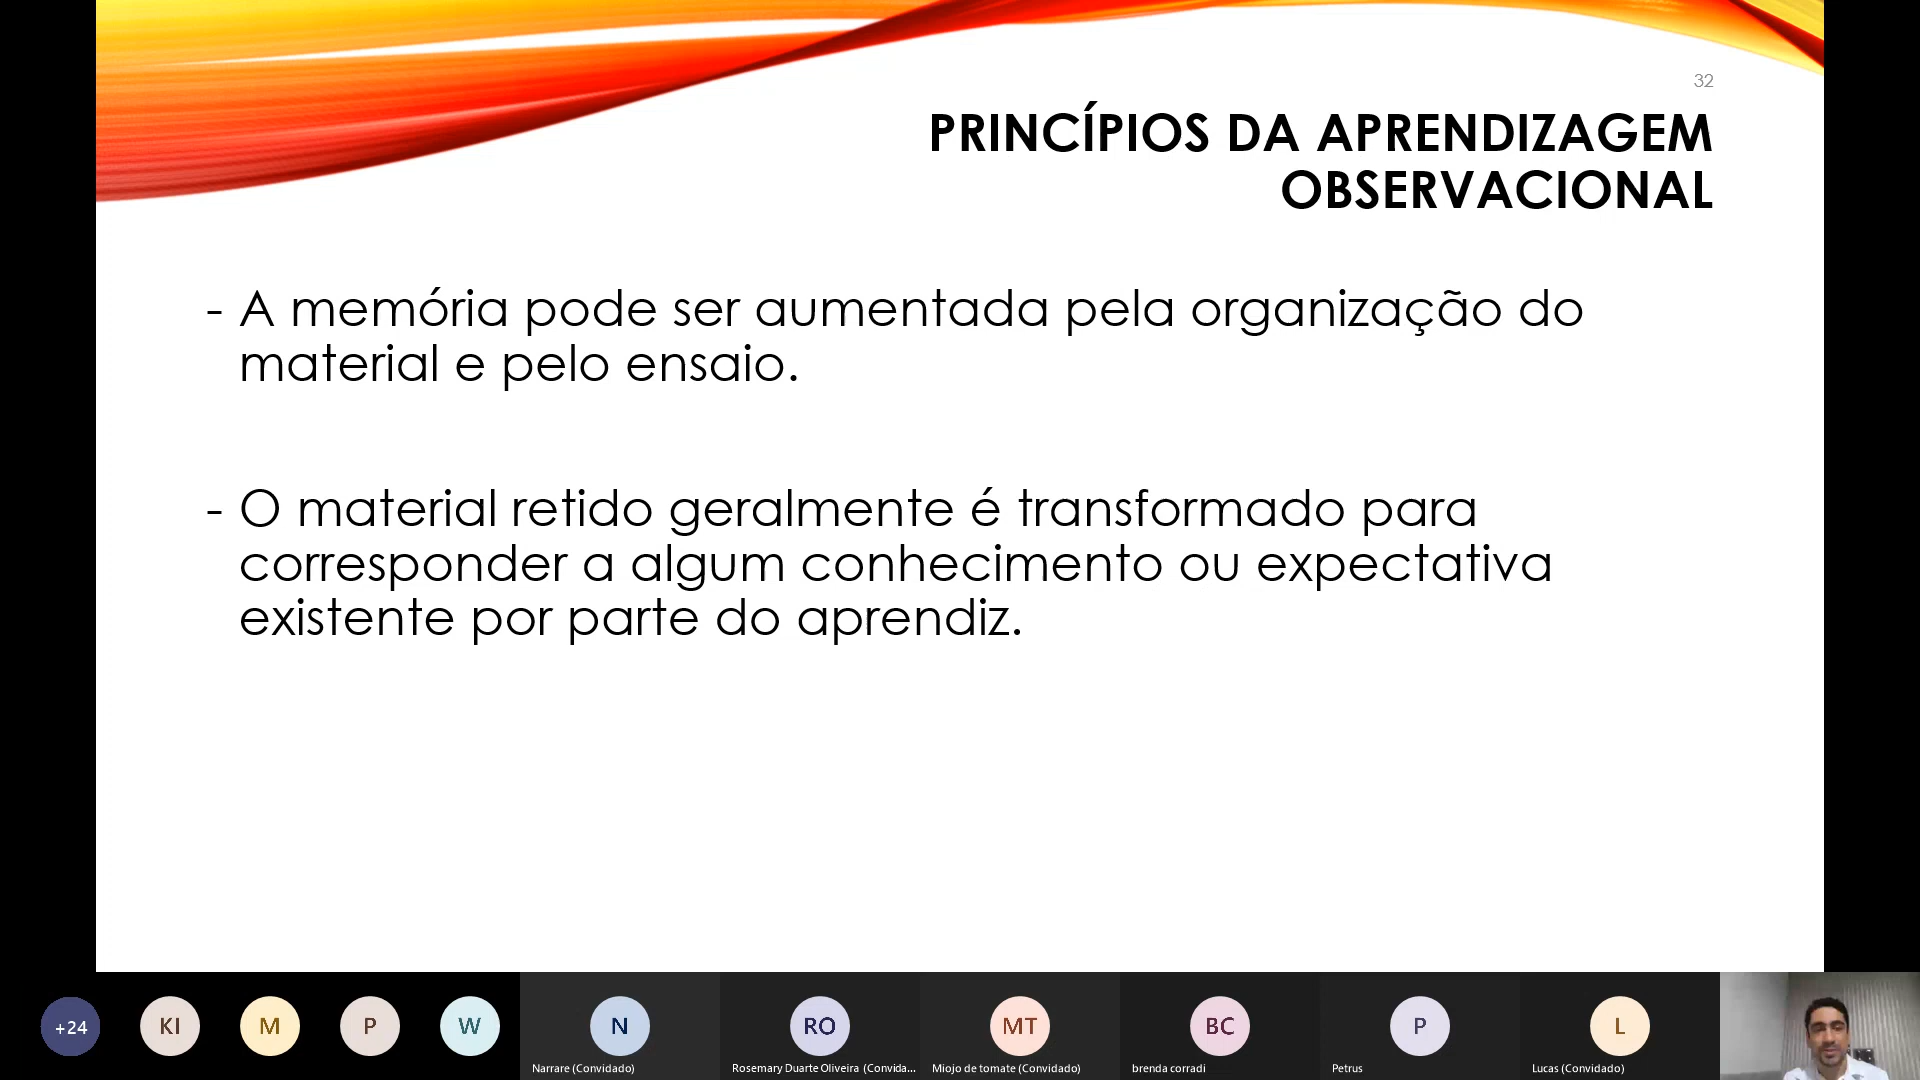 32
PRINCÍPIOS DA APRENDIZAGEM
OBSERVACIONAL
- A memória pode ser aumentada pela organização do
material e pelo ensaio.
- O material retido geralmente é transformado para
corresponder a algum conhecimento ou expectativa
existente por parte do aprendiz.
+24
KI
M
P
W
N
RO
MT
BC
P
L
Narrare (Convidado)
Rosemary Duarte Oliveira (Convida...
Miojo de tomate (Convidado)
brenda corradi
Petrus
Lucas (Convidado)